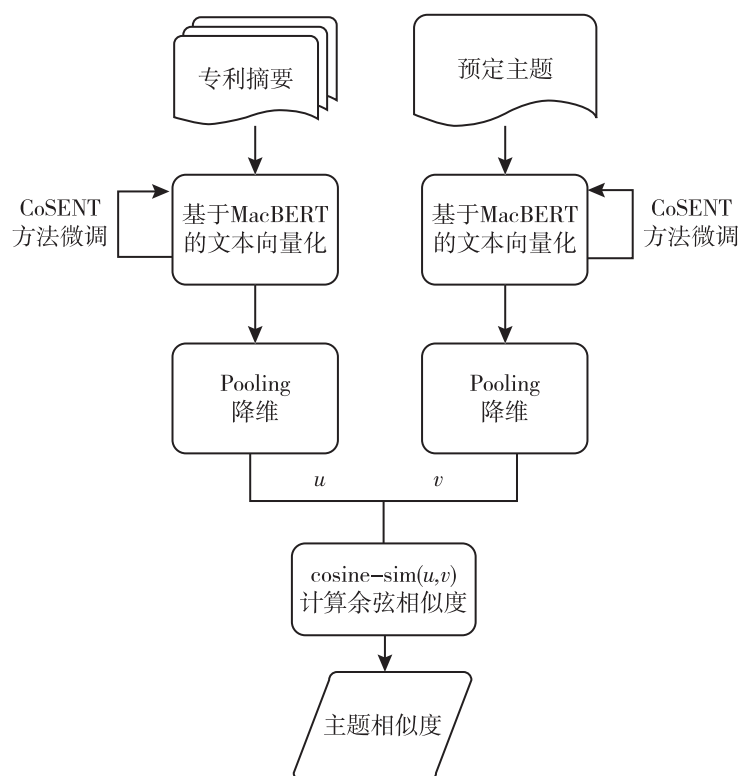 专利摘要
预定主题
CoSENT
方法微调
基于MacBERT
的文本向量化
基于MacBERT
的文本向量化
CoSENT
方法微调
Pooling
降维
Pooling
降维
u
v
cosine-sim(u,v)
计算余弦相似度
主题相似度